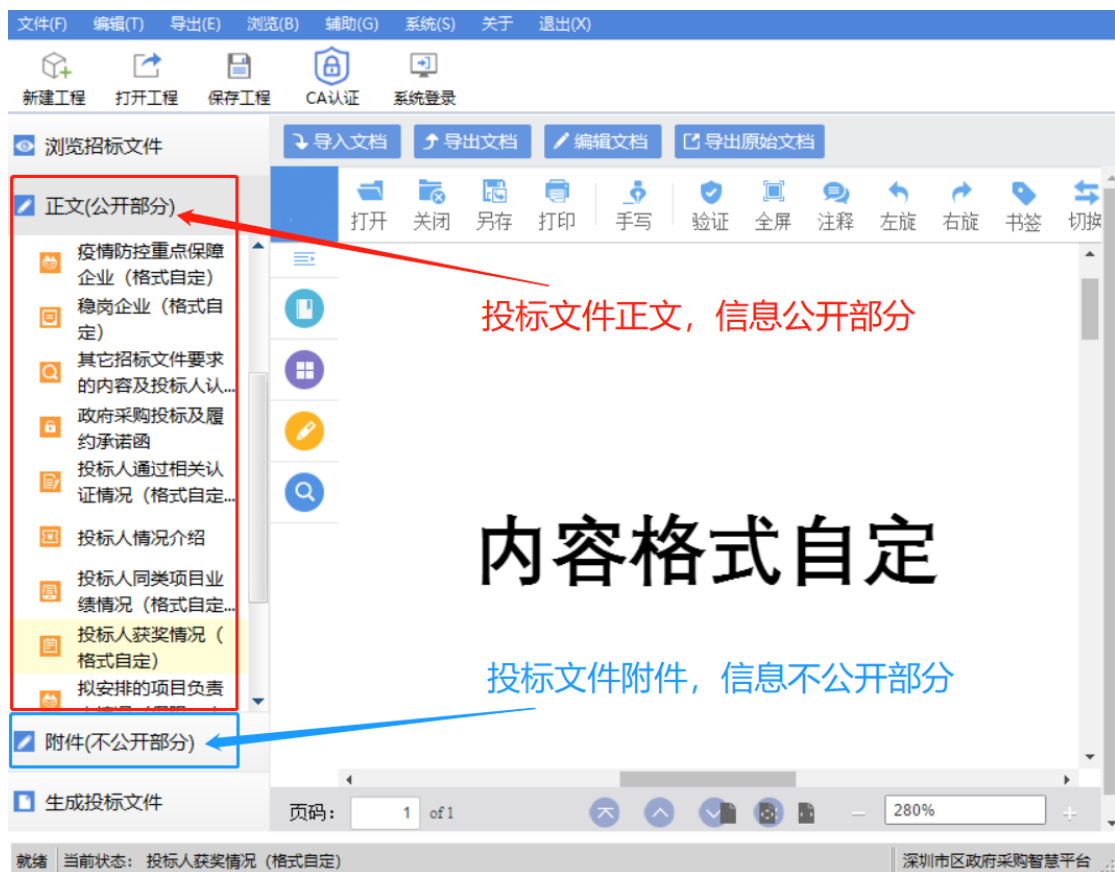 文件(F) 编辑(T) 导出(E) 浏览(B) 辅助(G) 系统(S) 关于 退出(X)
新建工程 打开工程 保存工程 CA认证 系统登录
浏览招标文件
导入文档 导出文档 编辑文档 导出原始文档
正文(公开部分)
打开 关闭 另存 打印 手写 验证 全屏 注释 左旋 右旋 书签 切换
疫情防控重点保障
企业（格式自定）
稳岗企业（格式自
定）
其它招标文件要求
的内容及投标人认...
政府采购投标及履
约承诺函
投标人通过相关认
证情况（格式自定...
投标人情况介绍
投标人同类项目业
绩情况（格式自定...
投标人获奖情况（
格式自定）
拟安排的项目负责
投标文件正文，信息公开部分
内容格式自定
投标文件附件，信息不公开部分
附件(不公开部分)
生成投标文件
页码: 1 of 1 280%
就绪 当前状态: 投标人获奖情况（格式自定） 深圳市区政府采购智慧平台